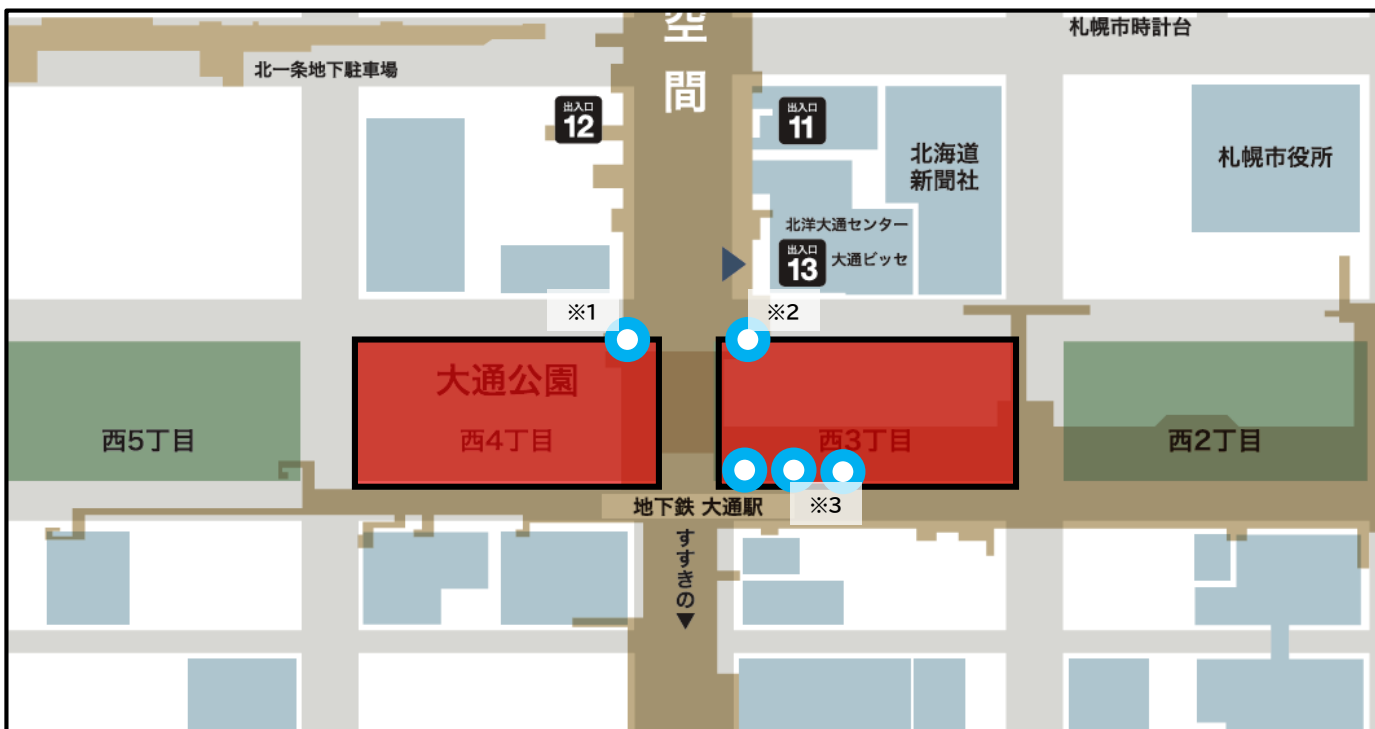 札幌市時計台
北一条地下駐車場
空間
出入口
12
出入口
11
北海道
新聞社
札幌市役所
北洋大通センター
出入口
13
大通ビッセ
※1
※2
大通公園
西5丁目
西4丁目
西3丁目
西2丁目
地下鉄 大通駅
※3
すすきの▼